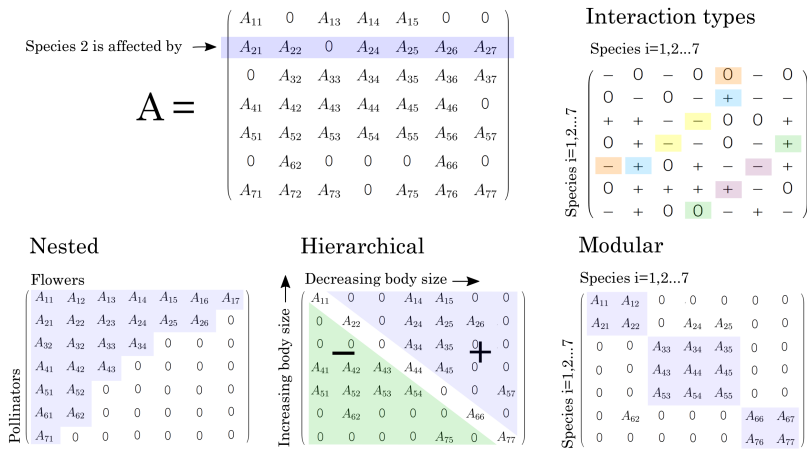 Species 2 is affected by
A =
A11 0 A13 A14 A15 0 0
A21 A22 0 A24 A25 A26 A27
0 A32 A33 A34 A35 A36 A37
A41 A42 A43 A44 A45 A46 0
A51 A52 A53 A54 A55 A56 A57
0 A62 0 0 0 A66 0
A71 A72 A73 0 A75 A76 A77
Interaction types
Species i=1,2...7
Species i=1,2...7
− 0 − 0 0 − 0
0 − 0 − + − −
+ + − − 0 0 +
0 + − − 0 − +
− + 0 + − − +
0 + + + + − 0
− + 0 0 − + −
Nested
Flowers
Pollinators
A11 A12 A13 A14 A15 A16 A17
A21 A22 A23 A24 A25 A26 0
A32 A32 A33 A34 0 0 0
A41 A42 A43 0 0 0 0
A51 A52 0 0 0 0 0
A61 A62 0 0 0 0 0
A71 0 0 0 0 0 0
Hierarchical
Decreasing body size
Increasing body size
A11 0 0 A14 A15 0 0
0 A22 0 A24 A25 A26 0
0 0 0 A34 A35 0 0
− +
A41 A42 A43 A44 A45 0 0
A51 A52 A53 A54 0 0 A57
0 A62 0 0 0 A66 0
0 0 0 0 A75 0 A77
Modular
Species i=1,2...7
Species i=1,2...7
A11 A12 0 0 0 0 0
A21 A22 0 A24 A25 0 0
0 0 A33 A34 A35 0 0
0 0 A43 A44 A45 0 0
0 0 A53 A54 A55 0 0
0 A62 0 0 0 A66 A67
0 0 0 0 0 A76 A77